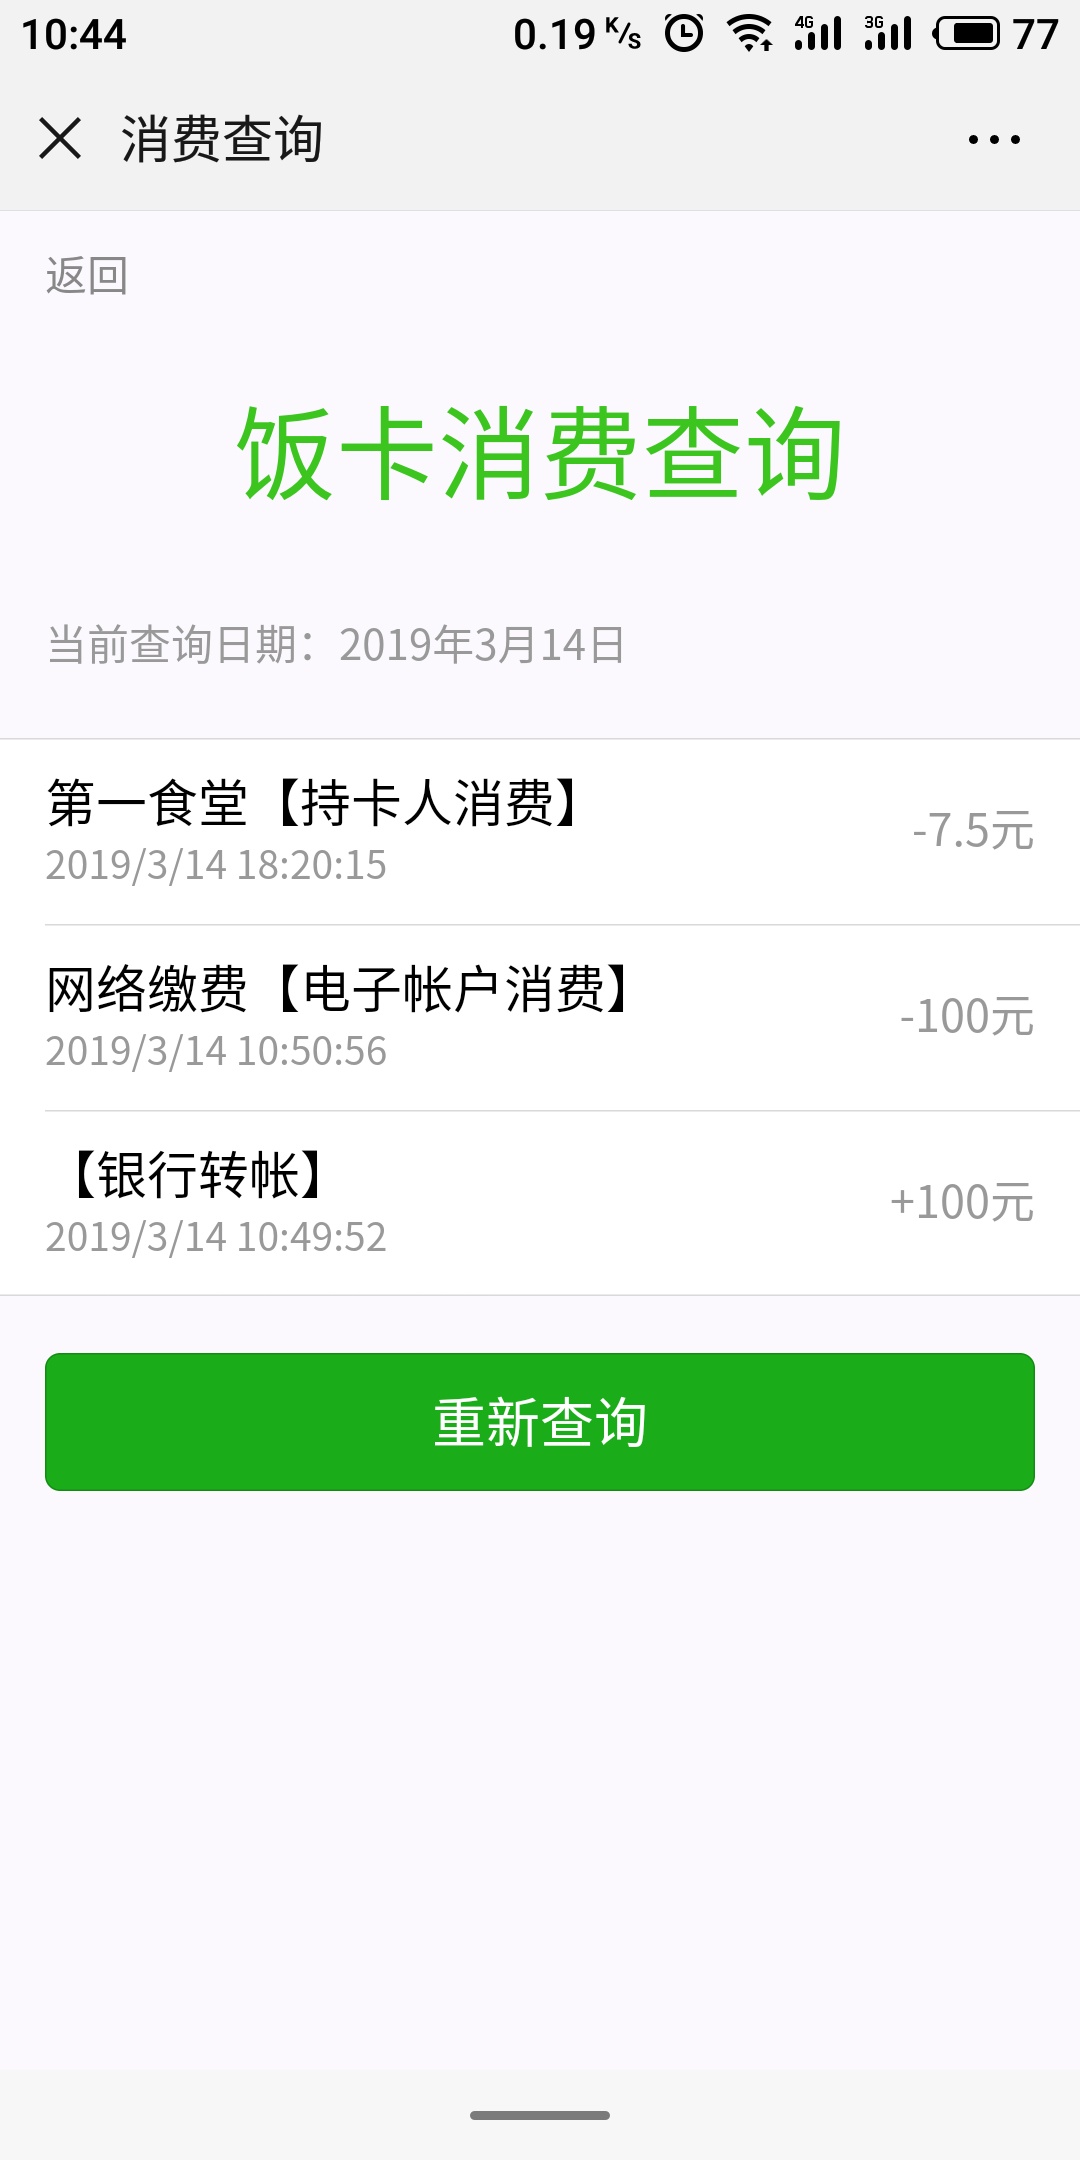 10:44 0.19 K/s 4G 3G 77
消费查询
返回
饭卡消费查询
当前查询日期：2019年3月14日
第一食堂【持卡人消费】
-7.5元
2019/3/14 18:20:15
网络缴费【电子帐户消费】
-100元
2019/3/14 10:50:56
【银行转帐】
+100元
2019/3/14 10:49:52
重新查询